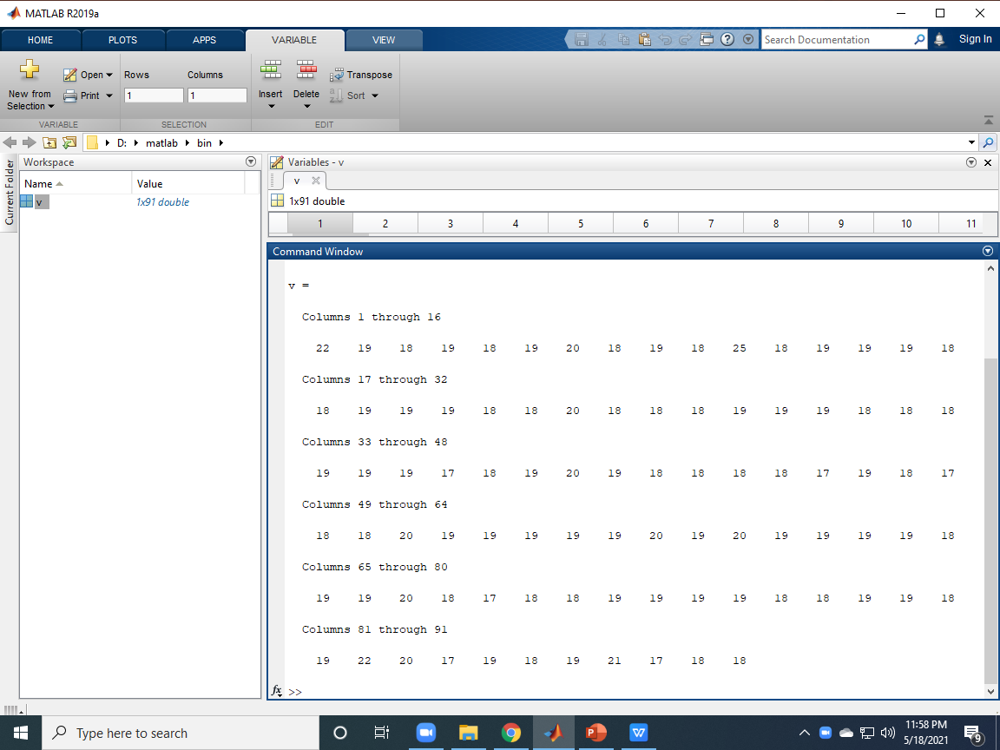 MATLAB R2019a
HOME PLOTS APPS VARIABLE VIEW Search Documentation Sign In
New from Selection Open Print Rows Columns 1 1 Insert Delete Transpose Sort
VARIABLE SELECTION EDIT
D: matlab bin
Current Folder
Workspace
Name Value
v 1x91 double
Variables - v
v
1x91 double
1 2 3 4 5 6 7 8 9 10 11
Command Window
v =
Columns 1 through 16
22 19 18 19 18 19 20 18 19 18 25 18 19 19 19 18
Columns 17 through 32
18 19 19 19 18 18 20 18 18 18 19 19 19 18 18 18
Columns 33 through 48
19 19 19 17 18 19 20 19 18 18 18 18 17 19 18 17
Columns 49 through 64
18 18 20 19 19 19 19 19 20 19 20 19 19 19 19 18
Columns 65 through 80
19 19 20 18 17 18 18 19 19 19 19 18 18 19 19 18
Columns 81 through 91
19 22 20 17 19 18 19 21 17 18 18
fx >>
Type here to search
11:58 PM
5/18/2021
9